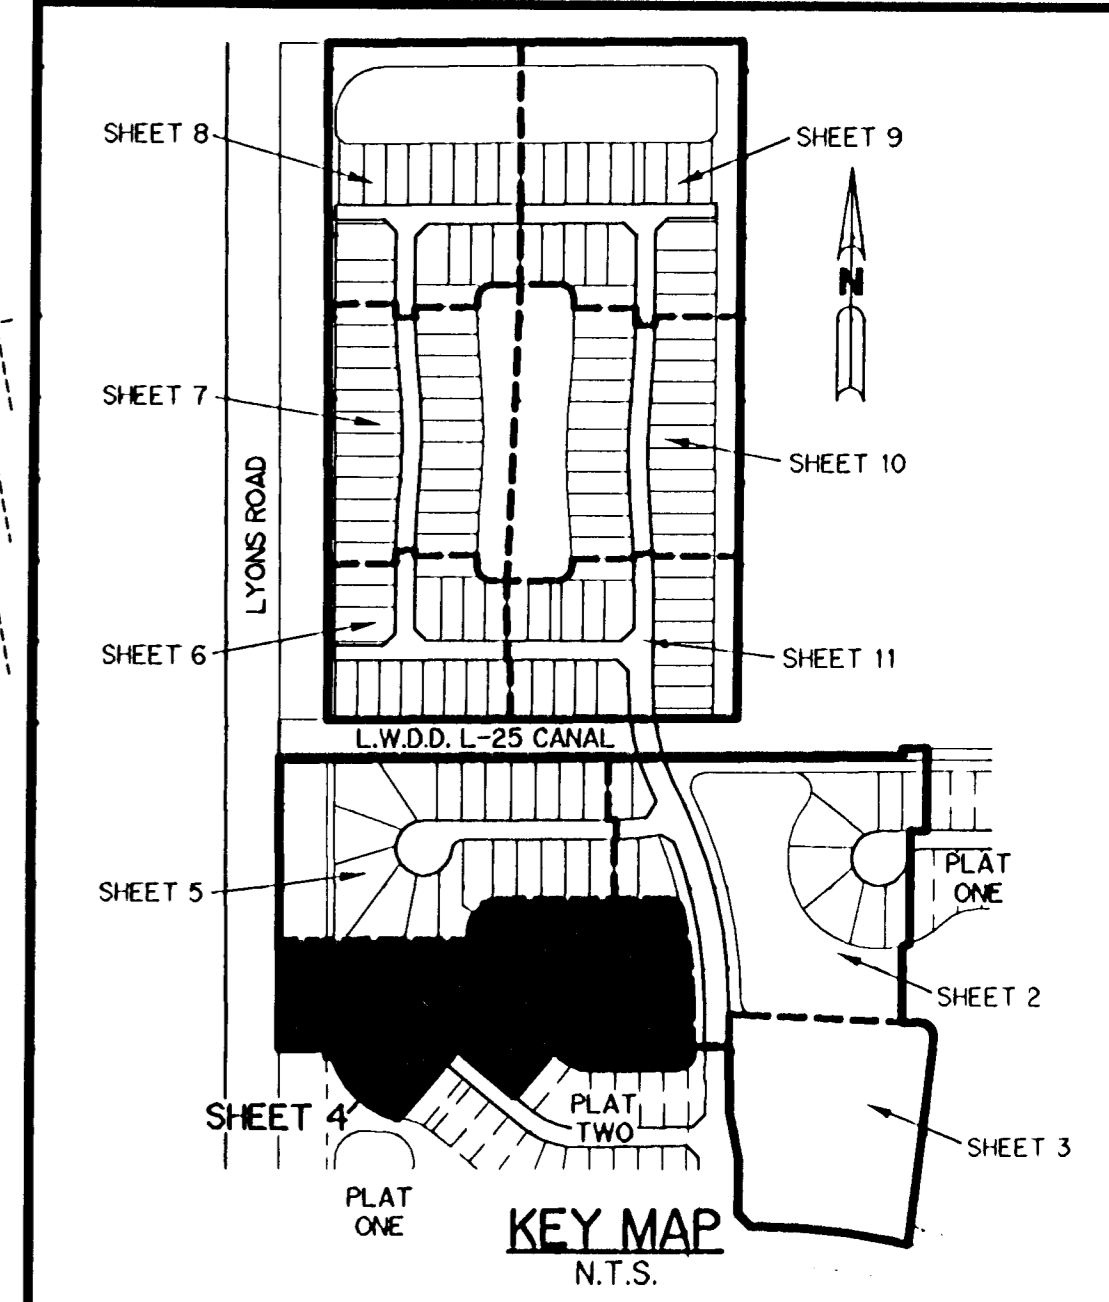 SHEET 8
SHEET 9
N
SHEET 7
SHEET 10
LYONS ROAD
SHEET 6
SHEET 11
L.W.D.D. L-25 CANAL
SHEET 5
PLAT
ONE
SHEET 2
SHEET 4
PLAT
TWO
SHEET 3
PLAT
ONE
KEY MAP
N.T.S.